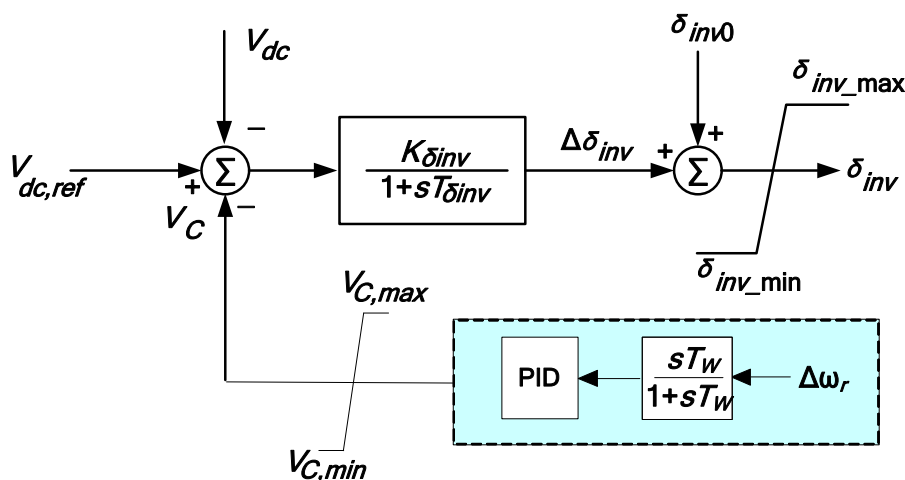 V_dc
δ_inv0
−
δ_inv_max
V_dc,ref
+
Σ
K_δinv
1+sT_δinv
Δδ_inv
+
+
Σ
δ_inv
V_C
−
δ_inv_min
V_C,max
PID
sT_W
1+sT_W
Δω_r
V_C,min